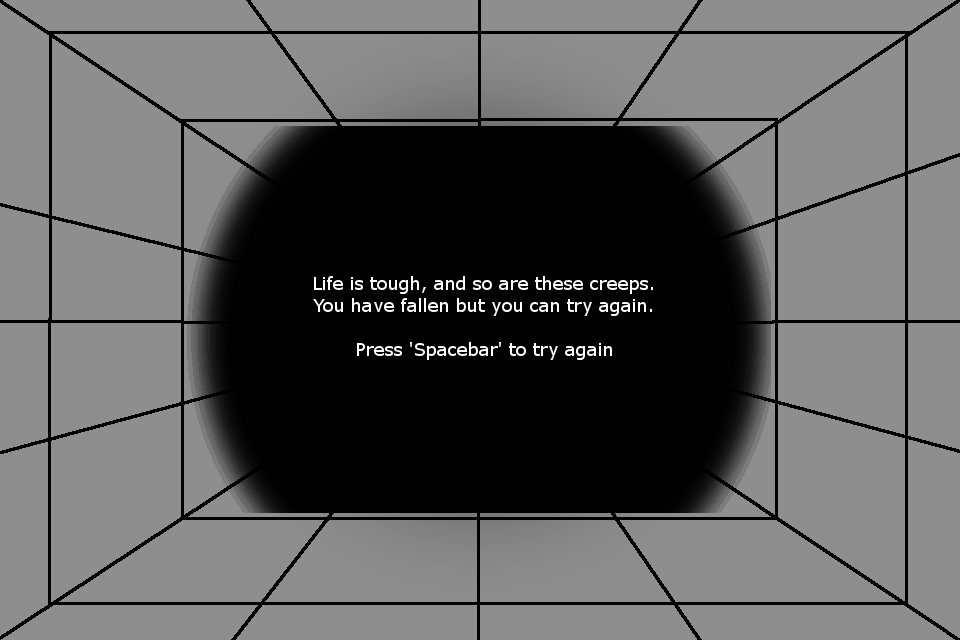 Life is tough, and so are these creeps.
You have fallen but you can try again.
Press 'Spacebar' to try again